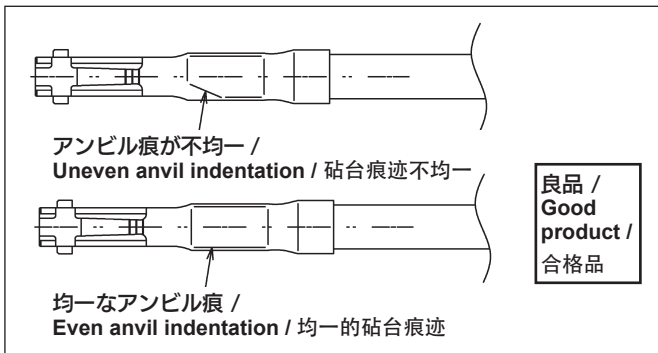 アンビル痕が不均一 /
Uneven anvil indentation / 砧台痕迹不均一
良品 /
Good
product /
合格品
均一なアンビル痕 /
Even anvil indentation / 均一的砧台痕迹